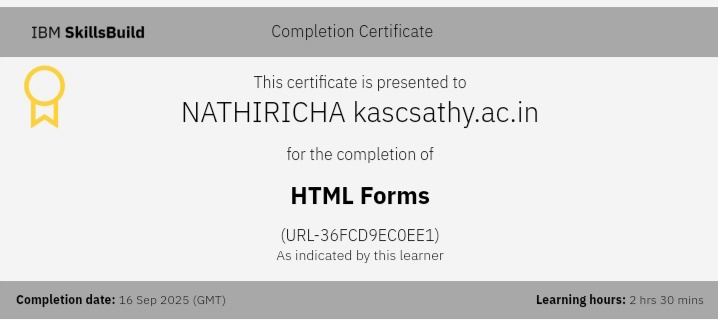 IBM SkillsBuild
Completion Certificate
This certificate is presented to
NATHIRICHA kascsathy.ac.in
for the completion of
HTML Forms
(URL-36FCD9EC0EE1)
As indicated by this learner
Completion date: 16 Sep 2025 (GMT)
Learning hours: 2 hrs 30 mins